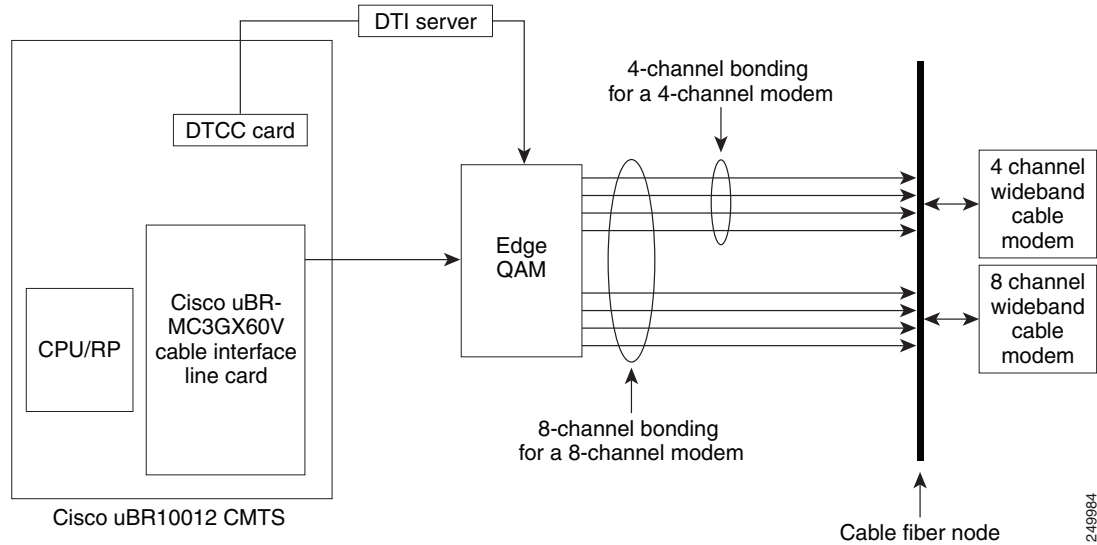 DTI server
DTCC card
4-channel bonding
for a 4-channel modem
4 channel
wideband
cable
modem
Edge
QAM
Cisco uBR-
MC3GX60V
cable interface
line card
CPU/RP
8 channel
wideband
cable
modem
8-channel bonding
for a 8-channel modem
Cisco uBR10012 CMTS
Cable fiber node
249984